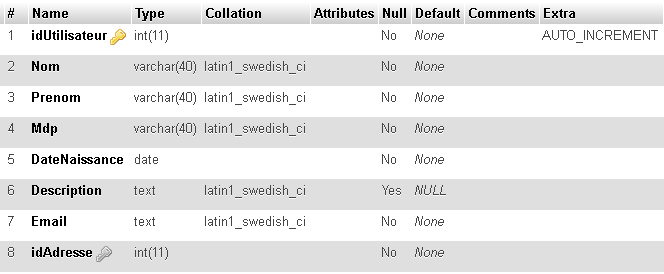 # Name Type Collation Attributes Null Default Comments Extra
1 idUtilisateur int(11) No None AUTO_INCREMENT
2 Nom varchar(40) latin1_swedish_ci No None
3 Prenom varchar(40) latin1_swedish_ci No None
4 Mdp varchar(40) latin1_swedish_ci No None
5 DateNaissance date No None
6 Description text latin1_swedish_ci Yes NULL
7 Email text latin1_swedish_ci No None
8 idAdresse int(11) No None